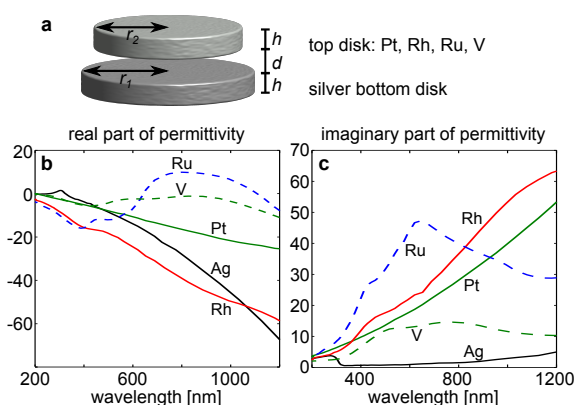 a
r2
r1
h
d
h
top disk: Pt, Rh, Ru, V
silver bottom disk
real part of permittivity
b
Ru
V
Pt
Ag
Rh
20
0
-20
-40
-60
200
600
1000
wavelength [nm]
imaginary part of permittivity
c
Rh
Ru
Pt
V
Ag
70
60
50
40
30
20
10
0
400
800
1200
wavelength [nm]